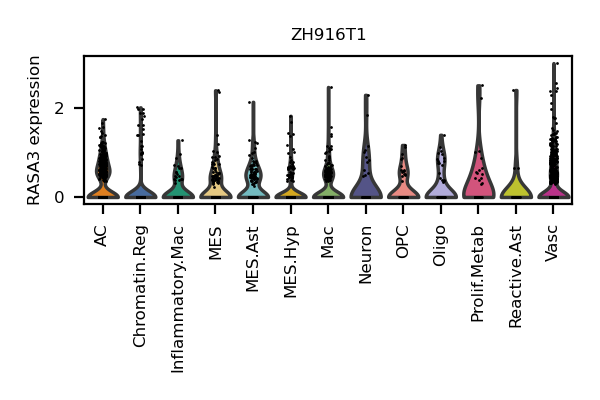 ZH916T1
RASA3 expression
2
0
AC
Chromatin.Reg
Inflammatory.Mac
MES
MES.Ast
MES.Hyp
Mac
Neuron
OPC
Oligo
Prolif.Metab
Reactive.Ast
Vasc